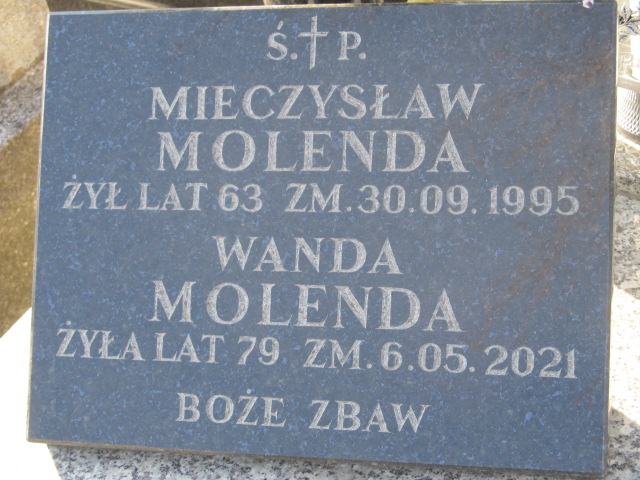 Ś.†P.
MIECZYSŁAW
MOLENDA
ŻYŁ LAT 63 ZM.30.09.1995
WANDA
MOLENDA
ŻYŁA LAT 79 ZM.6.05.2021
BOŻE ZBAW